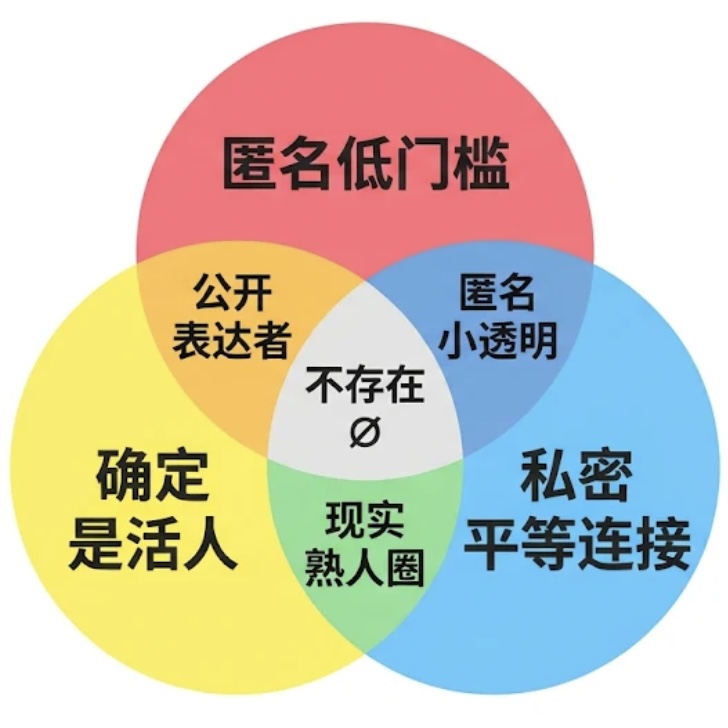 匿名低门槛
公开
表达者
匿名
小透明
不存在
∅
确定
是活人
私密
平等连接
现实
熟人圈